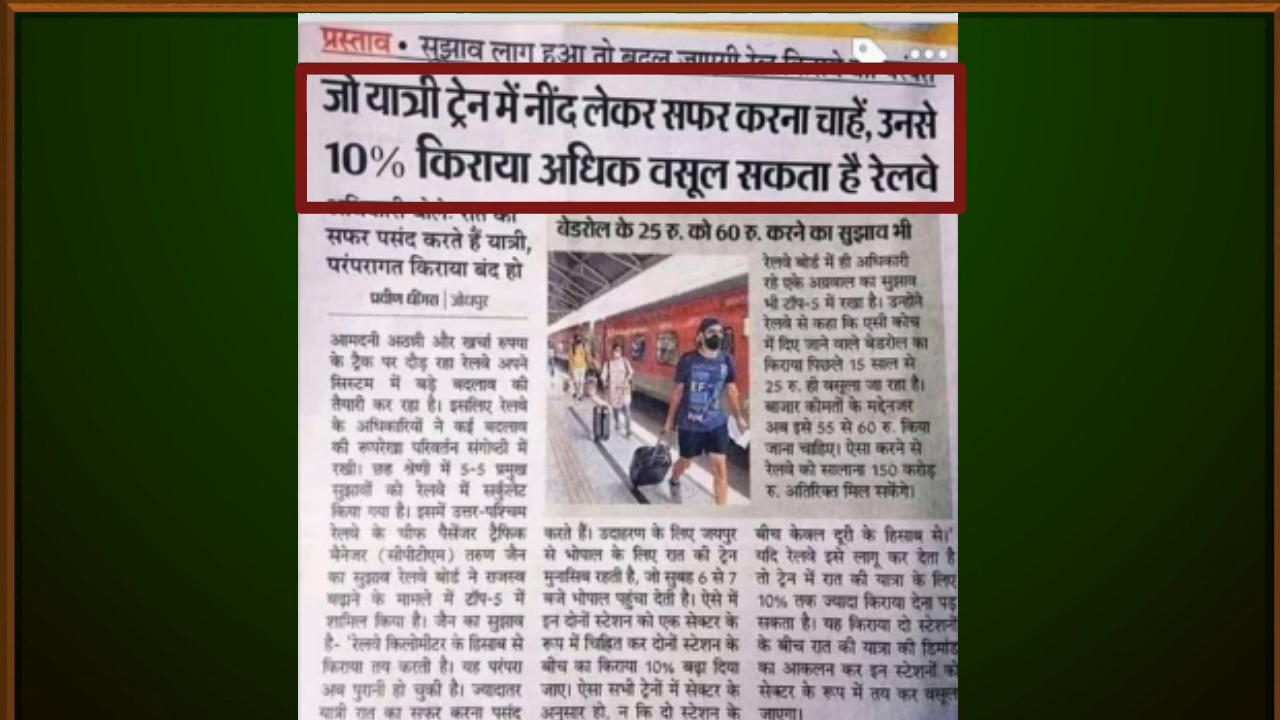 प्रस्ताव • सुझाव लाग हुआ तो बदल जाएगी रेल किराये की परंपरा
जो यात्री ट्रेन में नींद लेकर सफर करना चाहें, उनसे
10% किराया अधिक वसूल सकता है रेलवे
अधिकारी बोले: रात का
सफर पसंद करते हैं यात्री,
परंपरागत किराया बंद हो
प्रवीण धींगरा | जोधपुर
आमदनी अठन्नी और खर्चा रुपया
के ट्रैक पर दौड़ रहा रेलवे अपने
सिस्टम में बड़े बदलाव की
तैयारी कर रहा है। इसलिए रेलवे
के अधिकारियों ने कई बदलाव
की रूपरेखा परिवर्तन संगोष्ठी में
रखी। छह श्रेणी में 5-5 प्रमुख
सुझावों को रेलवे में सर्कुलेट
किया गया है। इसमें उत्तर-पश्चिम
रेलवे के चीफ पैसेंजर ट्रैफिक
मैनेजर (सीपीटीएम) तरुण जैन
का सुझाव रेलवे बोर्ड ने राजस्व
बढ़ाने के मामले में टॉप-5 में
शामिल किया है। जैन का सुझाव
है- 'रेलवे किलोमीटर के हिसाब से
किराया तय करती है। यह परंपरा
अब पुरानी हो चुकी है। ज्यादातर
यात्री रात का सफर करना पसंद
बेडरोल के 25 रु. को 60 रु. करने का सुझाव भी
रेलवे बोर्ड में ही अधिकारी
रहे एके अग्रवाल का सुझाव
भी टॉप-5 में रखा है। उन्होंने
रेलवे से कहा कि एसी कोच
में दिए जाने वाले बेडरोल का
किराया पिछले 15 साल से
25 रु. ही वसूला जा रहा है।
बाजार कीमतों के मद्देनजर
अब इसे 55 से 60 रु. किया
जाना चाहिए। ऐसा करने से
रेलवे को सालाना 150 करोड़
रु. अतिरिक्त मिल सकेंगे।
करते हैं। उदाहरण के लिए जयपुर
से भोपाल के लिए रात की ट्रेन
मुनासिब रहती है, जो सुबह 6 से 7
बजे भोपाल पहुंचा देती है। ऐसे में
इन दोनों स्टेशन को एक सेक्टर के
रूप में चिह्नित कर दोनों स्टेशन के
बीच का किराया 10% बढ़ा दिया
जाए। ऐसा सभी ट्रेनों में सेक्टर के
अनुसार हो, न कि दो स्टेशन के
बीच केवल दूरी के हिसाब से।'
यदि रेलवे इसे लागू कर देता है
तो ट्रेन में रात की यात्रा के लिए
10% तक ज्यादा किराया देना पड़
सकता है। यह किराया दो स्टेशनों
के बीच रात की यात्रा की डिमांड
का आकलन कर इन स्टेशनों को
सेक्टर के रूप में तय कर वसूल
जाएगा।